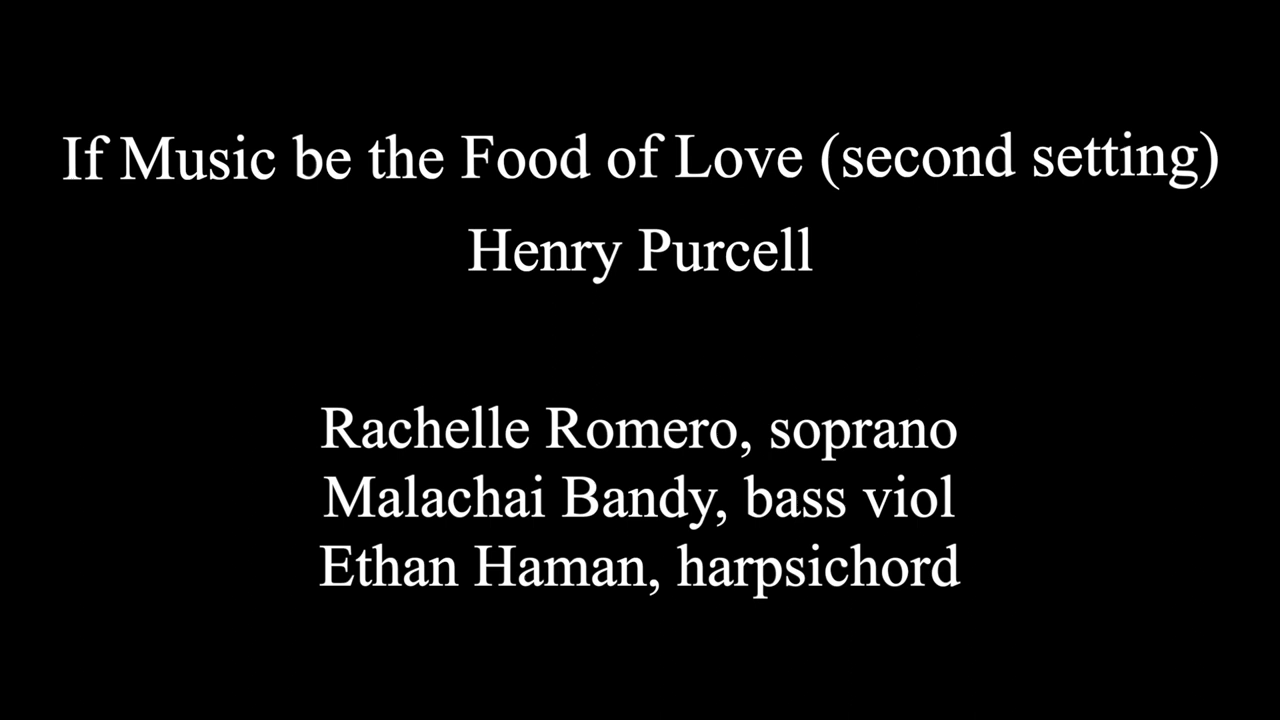 If Music be the Food of Love (second setting)
Henry Purcell
Rachelle Romero, soprano
Malachai Bandy, bass viol
Ethan Haman, harpsichord